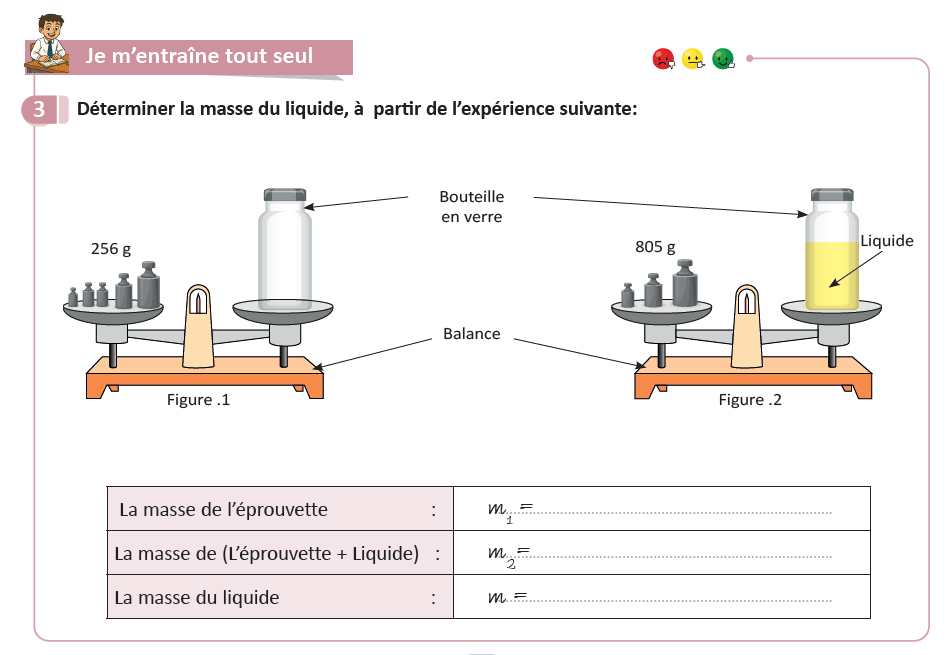 Je m’entraîne tout seul
3 Déterminer la masse du liquide, à partir de l’expérience suivante:
Bouteille
en verre
256 g
805 g
Liquide
Balance
Figure .1
Figure .2
La masse de l’éprouvette : m1 =
La masse de (L’éprouvette + Liquide) : m2 =
La masse du liquide : m =